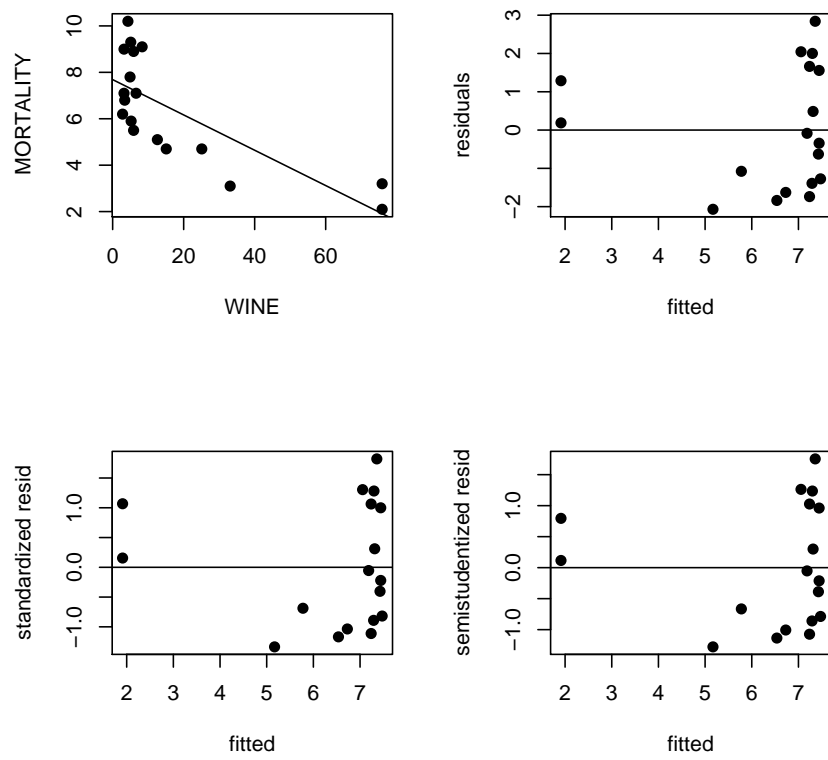 MORTALITY
10
8
6
4
2
0 20 40 60
WINE
residuals
3
2
1
0
−2
2 3 4 5 6 7
fitted
standardized resid
1.0
0.0
−1.0
2 3 4 5 6 7
fitted
semistudentized resid
1.0
0.0
−1.0
2 3 4 5 6 7
fitted